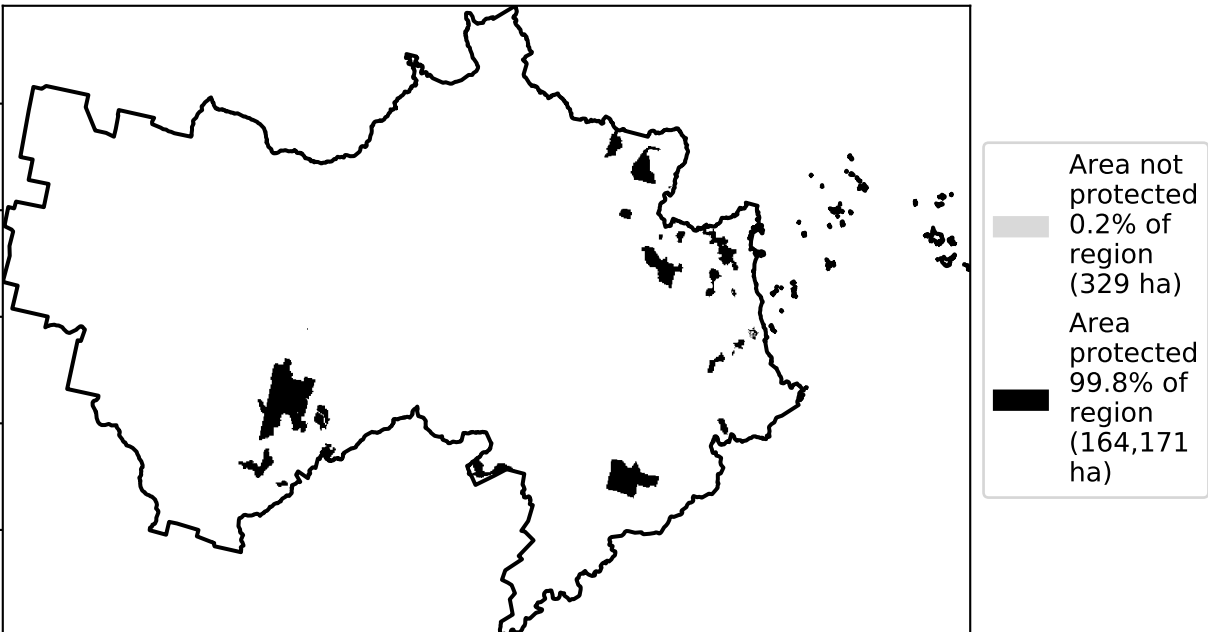 Area not
protected
0.2% of
region
(329 ha)
Area
protected
99.8% of
region
(164,171
ha)